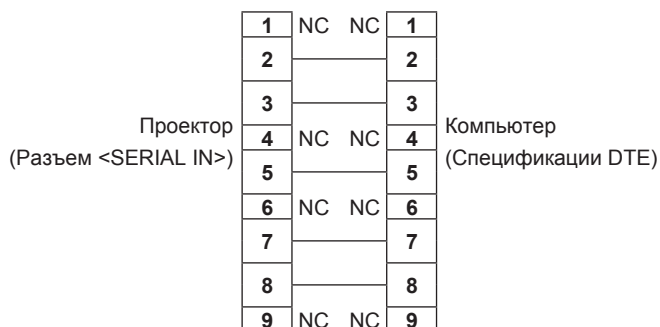 1 NC NC 1
2 2
3 3
Проектор
(Разъем <SERIAL IN>)
4 NC NC 4
Компьютер
(Спецификации DTE)
5 5
6 NC NC 6
7 7
8 8
9 NC NC 9